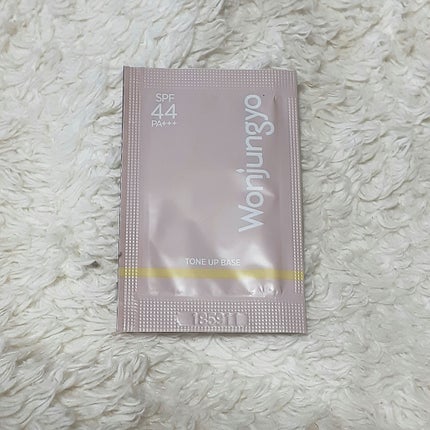 SPF
44
PA+++
Wonjungyo
TONE UP BASE